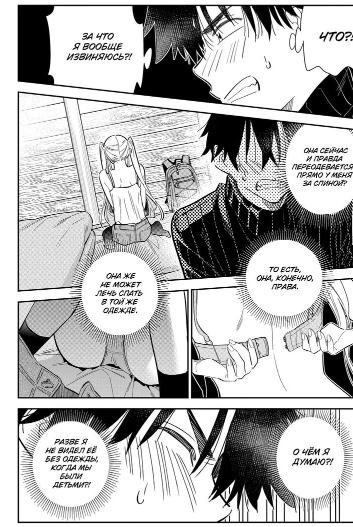 ЧТО?!
ЗА ЧТО
Я ВООБЩЕ
ИЗВИНЯЮСЬ?!
ОНА СЕЙЧАС
И ПРАВДА
ПЕРЕОДЕВАЕТСЯ
ПРЯМО У МЕНЯ
ЗА СПИНОЙ?
ТО ЕСТЬ,
ОНА, КОНЕЧНО,
ПРАВА.
ОНА ЖЕ
НЕ МОЖЕТ
ЛЕЧЬ СПАТЬ
В ТОЙ ЖЕ
ОДЕЖДЕ.
О ЧЁМ Я
ДУМАЮ?!
РАЗВЕ Я
НЕ ВИДЕЛ ЕЁ
БЕЗ ОДЕЖДЫ,
КОГДА МЫ
БЫЛИ
ДЕТЬМИ?!